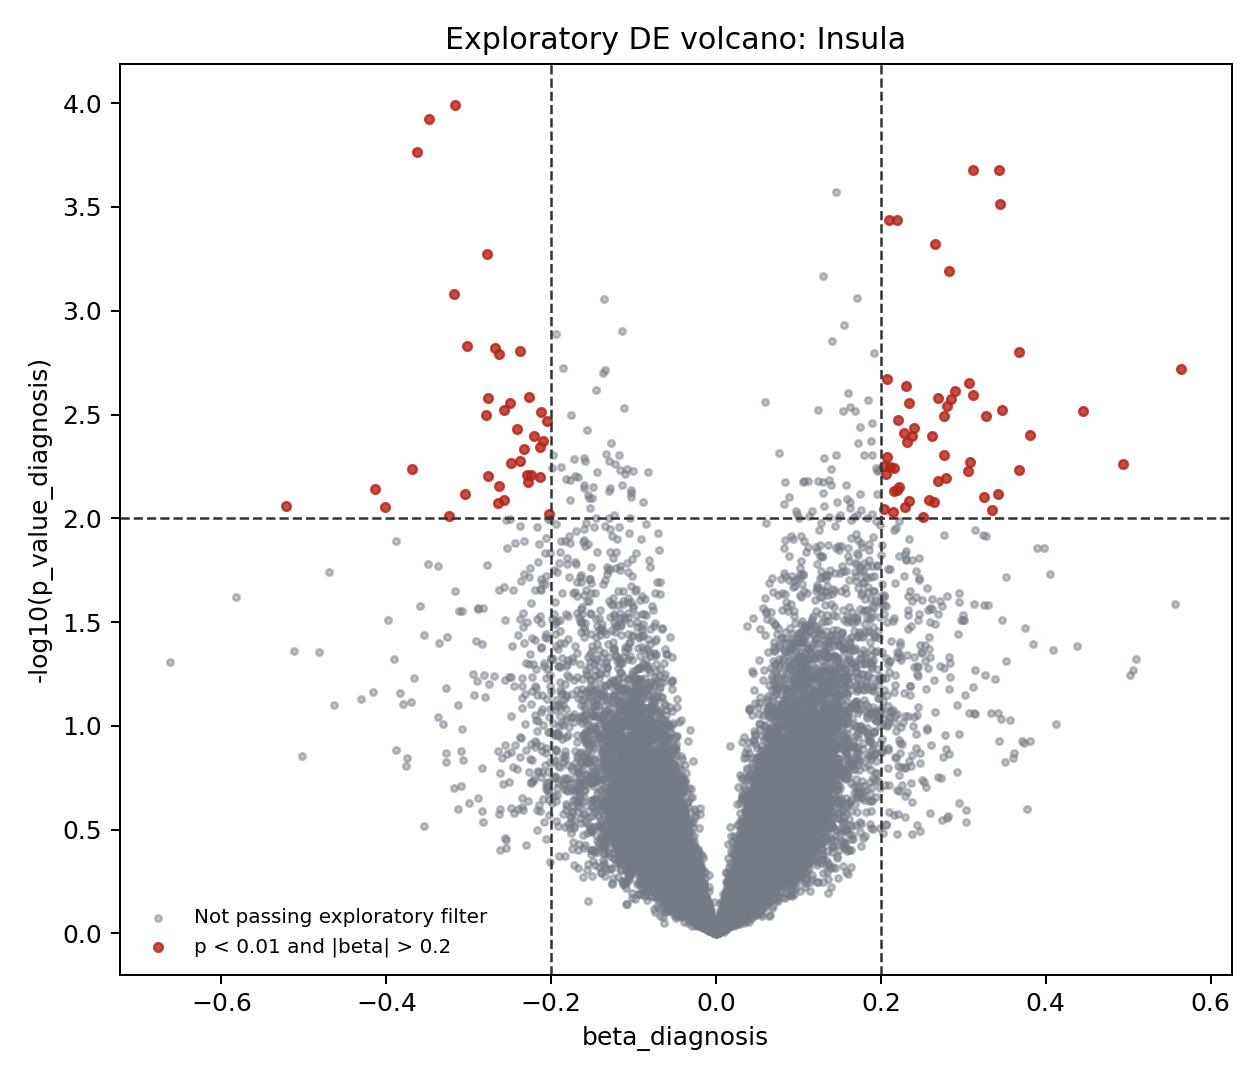 Exploratory DE volcano: Insula
-log10(p_value_diagnosis)
4.0
3.5
3.0
2.5
2.0
1.5
1.0
0.5
0.0
Not passing exploratory filter
p < 0.01 and |beta| > 0.2
−0.6 −0.4 −0.2 0.0 0.2 0.4 0.6
beta_diagnosis